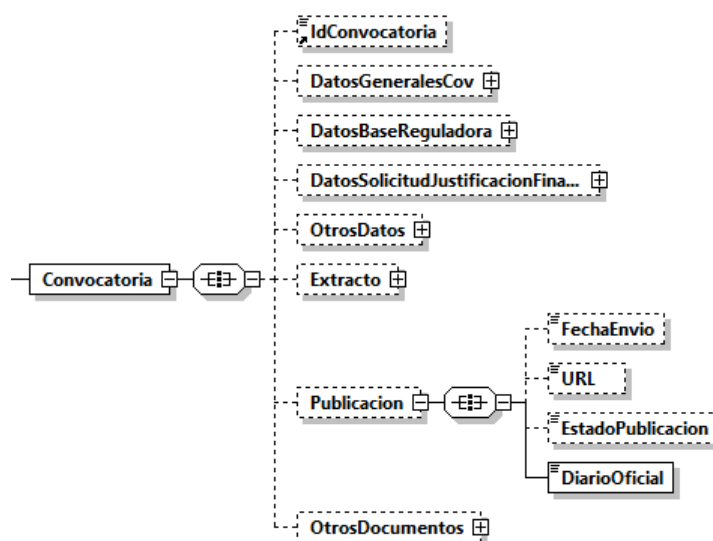 IdConvocatoria
DatosGeneralesCov
DatosBaseReguladora
DatosSolicitudJustificacionFina...
OtrosDatos
Convocatoria
Extracto
FechaEnvio
URL
Publicacion
EstadoPublicacion
DiarioOficial
OtrosDocumentos